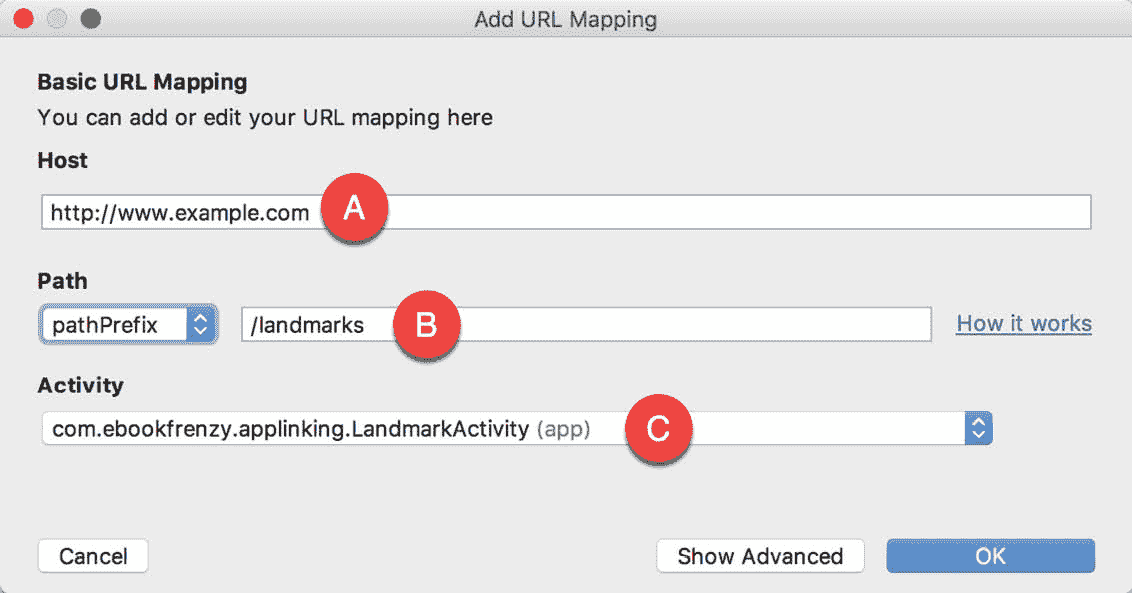 Add URL Mapping
Basic URL Mapping
You can add or edit your URL mapping here
Host
http://www.example.com A
Path
pathPrefix /landmarks B How it works
Activity
com.ebookfrenzy.applinking.LandmarkActivity (app) C
Cancel Show Advanced OK